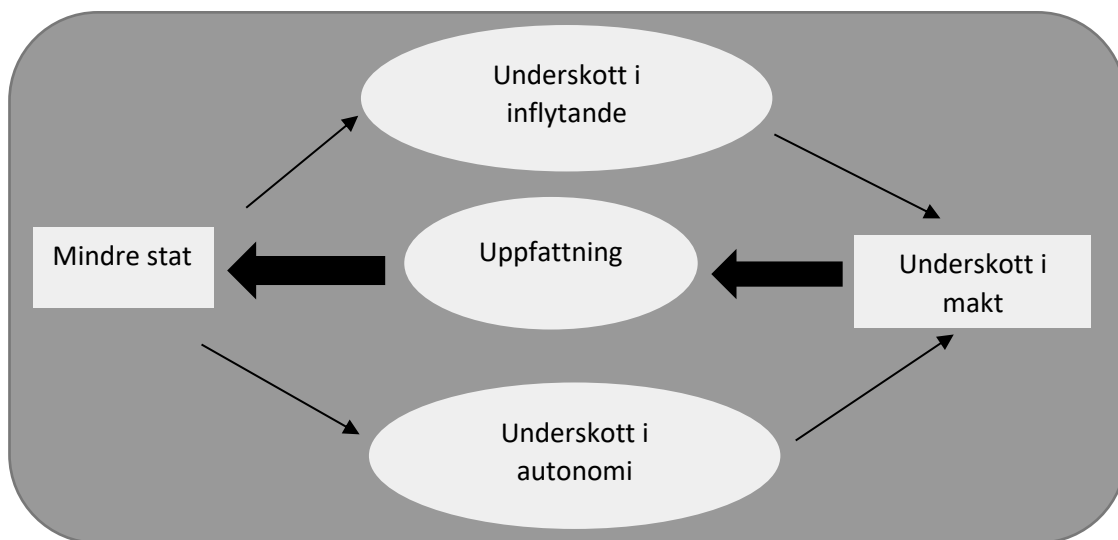 Underskott i
inflytande
Mindre stat
Uppfattning
Underskott i
makt
Underskott i
autonomi